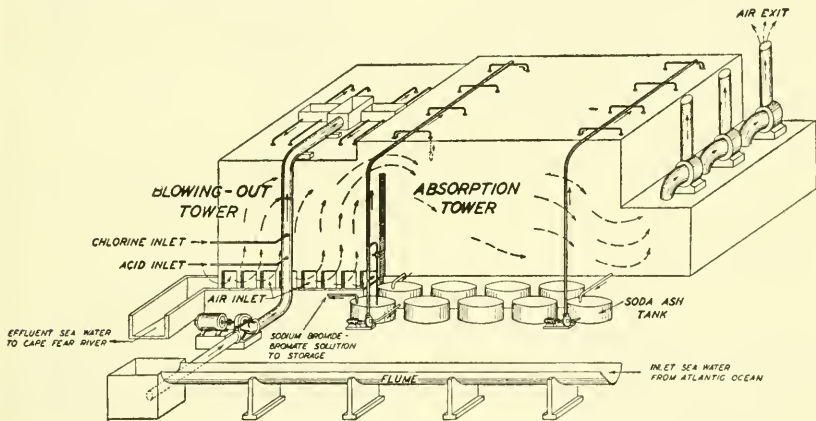 AIR EXIT
BLOWING-OUT
TOWER
ABSORPTION
TOWER
CHLORINE INLET
ACID INLET
AIR INLET
SODA ASH
TANK
EFFLUENT SEA WATER
TO CAPE FEAR RIVER
SODIUM BROMIDE-
BROMATE SOLUTION
TO STORAGE
INLET SEA WATER
FROM ATLANTIC OCEAN
FLUME